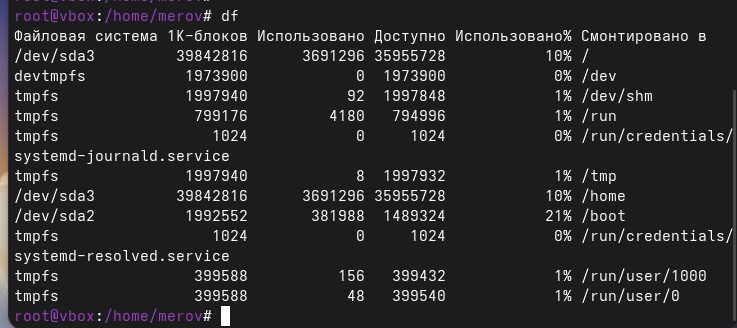 root@vbox:/home/merov# df
Файловая система 1K-блоков Использовано Доступно Использовано% Смонтировано в
/dev/sda3 39842816 3691296 35955728 10% /
devtmpfs 1973900 0 1973900 0% /dev
tmpfs 1997940 92 1997848 1% /dev/shm
tmpfs 799176 4180 794996 1% /run
tmpfs 1024 0 1024 0% /run/credentials/
systemd-journald.service
tmpfs 1997940 8 1997932 1% /tmp
/dev/sda3 39842816 3691296 35955728 10% /home
/dev/sda2 1992552 381988 1489324 21% /boot
tmpfs 1024 0 1024 0% /run/credentials/
systemd-resolved.service
tmpfs 399588 156 399432 1% /run/user/1000
tmpfs 399588 48 399540 1% /run/user/0
root@vbox:/home/merov#